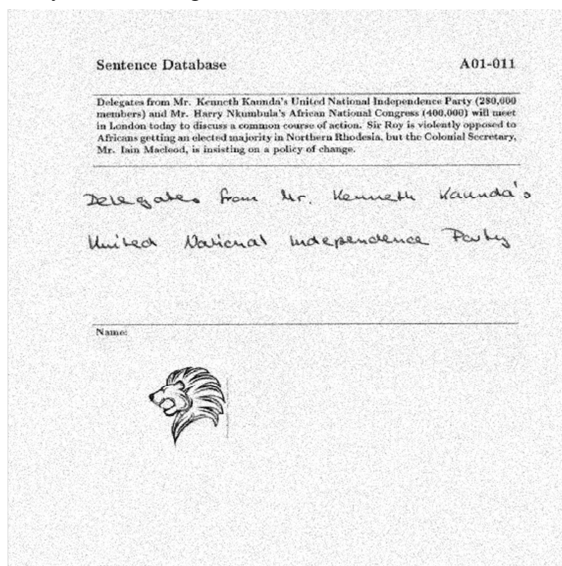 Sentence Database A01-011
Delegates from Mr. Kenneth Kaunda's United National Independence Party (280,000
members) and Mr. Harry Nkumbula's African National Congress (400,000) will meet
in London today to discuss a common course of action. Sir Roy is violently opposed to
Africans getting an elected majority in Northern Rhodesia, but the Colonial Secretary,
Mr. Iain Macleod, is insisting on a policy of change.
Delegates from Mr. Kenneth Kaunda's
United National Independence Party
Name: